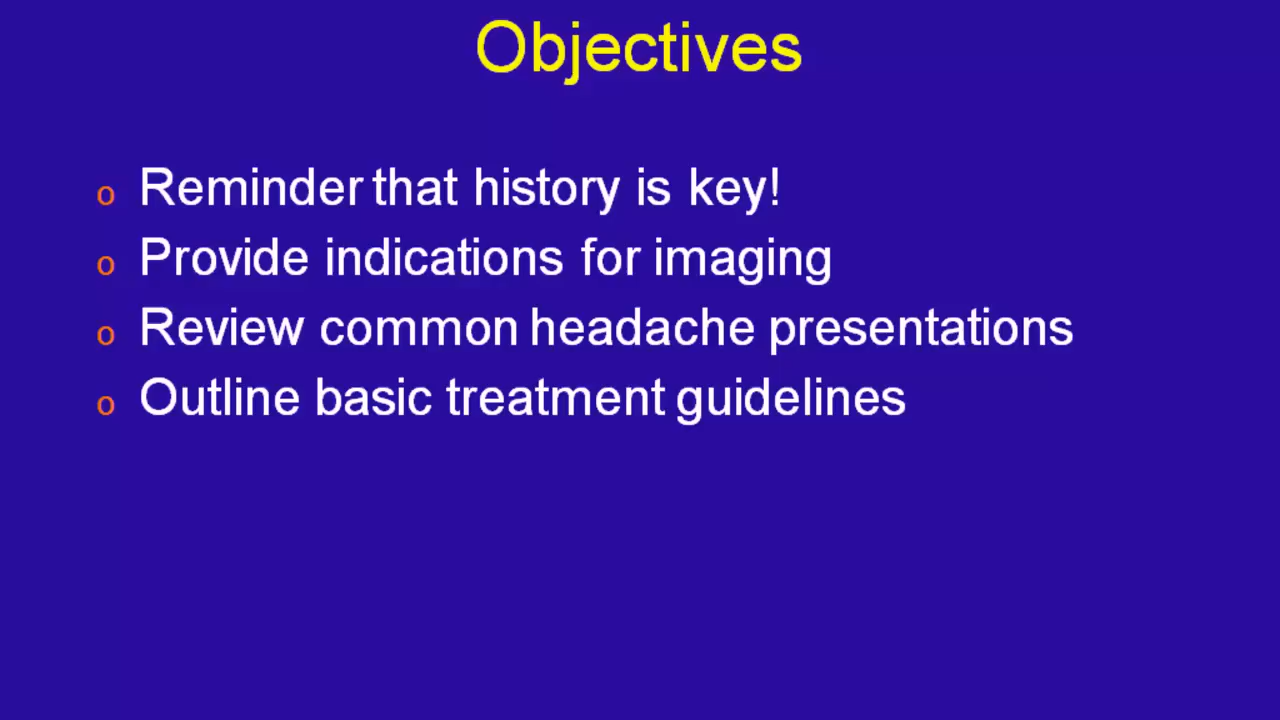 Objectives
o Reminder that history is key!
o Provide indications for imaging
o Review common headache presentations
o Outline basic treatment guidelines